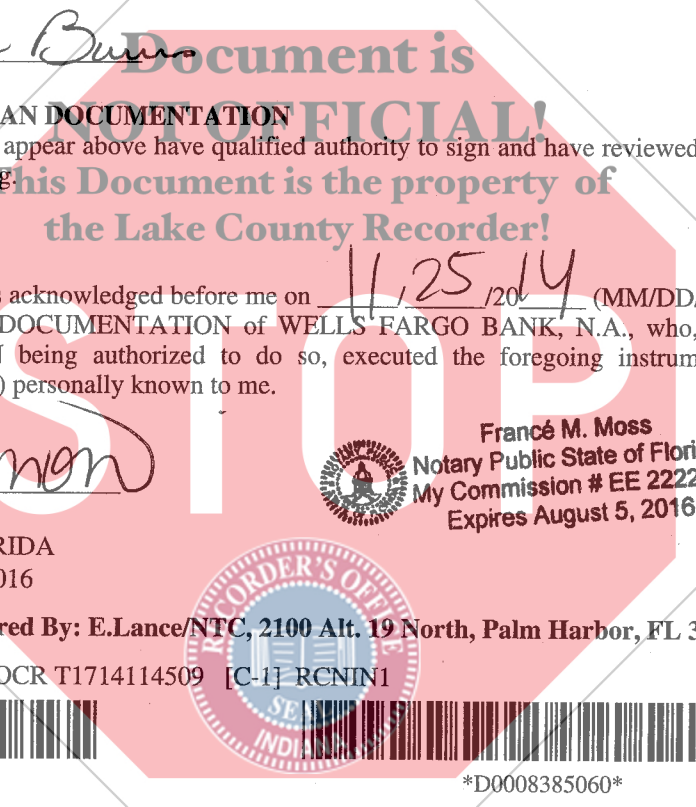 Burns
Document is
AN DOCUMENTATION
NOT OFFICIAL!
appear above have qualified authority to sign and have reviewed
g.
This Document is the property of
the Lake County Recorder!
s acknowledged before me on 11/25/2014 (MM/DD/
DOCUMENTATION of WELLS FARGO BANK, N.A., who,
being authorized to do so, executed the foregoing instrum
) personally known to me.
STOP
Francé M. Moss
Notary Public State of Flori
My Commission # EE 2222
Expires August 5, 2016
RIDA
016
RECORDER'S OFFICE
red By: E.Lance/NTC, 2100 Alt. 19 North, Palm Harbor, FL 3
OCR T1714114509 [C-1] RCNIN1
SEAL
INDIANA
*D0008385060*